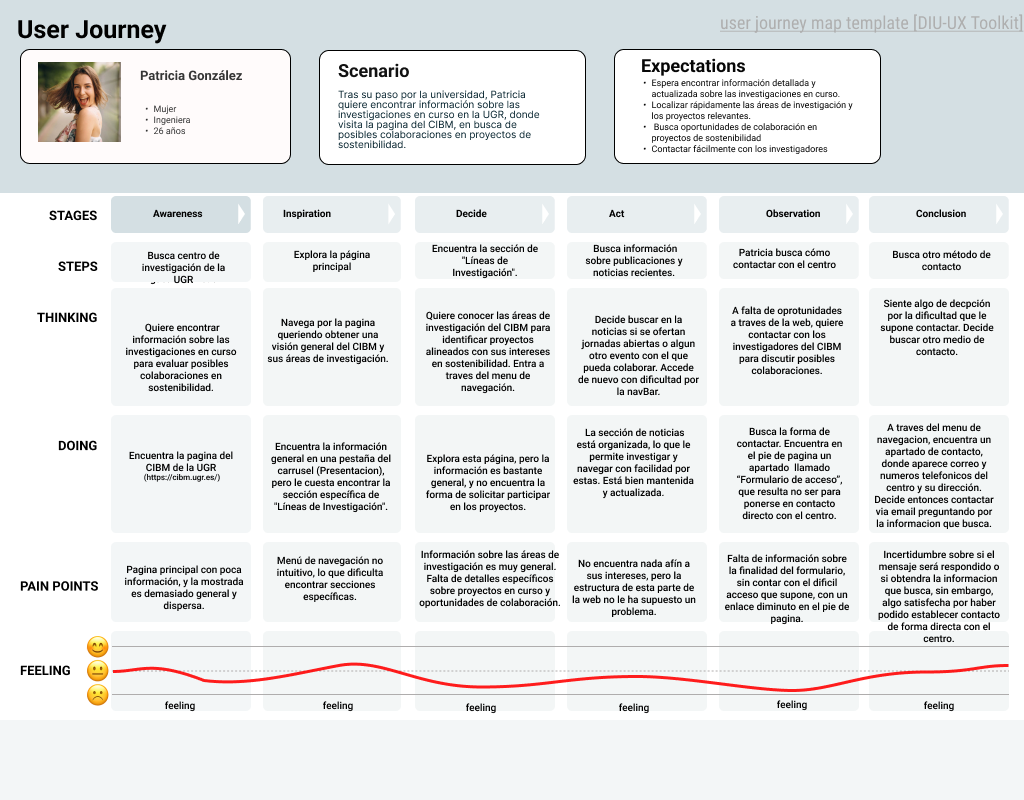 User Journey
user journey map template [DIU-UX Toolkit]
Patricia González
• Mujer
• Ingeniera
• 26 años
Scenario
Tras su paso por la universidad, Patricia
quiere encontrar información sobre las
investigaciones en curso en la UGR, donde
visita la pagina del CIBM, en busca de
posibles colaboraciones en proyectos de
sostenibilidad.
Expectations
• Espera encontrar información detallada y
actualizada sobre las investigaciones en curso.
• Localizar rápidamente las áreas de investigación y
los proyectos relevantes.
• Busca oportunidades de colaboración en
proyectos de sostenibilidad
• Contactar fácilmente con los investigadores
STAGES
Awareness
Inspiration
Decide
Act
Observation
Conclusion
STEPS
Busca centro de
investigación de la
UGR
Explora la página
principal
Encuentra la sección de
"Líneas de
Investigación".
Busca información
sobre publicaciones y
noticias recientes.
Patricia busca cómo
contactar con el centro
Busca otro método de
contacto
THINKING
Quiere encontrar
información sobre las
investigaciones en curso
para evaluar posibles
colaboraciones en
sostenibilidad.
Navega por la pagina
queriendo obtener una
visión general del CIBM y
sus áreas de investigación.
Quiere conocer las áreas de
investigación del CIBM para
identificar proyectos
alineados con sus intereses
en sostenibilidad. Entra a
traves del menu de
navegación.
Decide buscar en la
noticias si se ofertan
jornadas abiertas o algun
otro evento con el que
pueda colaborar. Accede
de nuevo con dificultad por
la navBar.
A falta de oprotunidades
a traves de la web, quiere
contactar con los
investigadores del CIBM
para discutir posibles
colaboraciones.
Siente algo de decpción
por la dificultad que le
supone contactar. Decide
buscar otro medio de
contacto.
DOING
Encuentra la pagina del
CIBM de la UGR
(https://cibm.ugr.es/)
Encuentra la información
general en una pestaña del
carrusel (Presentacion),
pero le cuesta encontrar la
sección específica de
"Líneas de Investigación".
Explora esta página, pero la
información es bastante
general, y no encuentra la
forma de solicitar participar
en los proyectos.
La sección de noticias
está organizada, lo que le
permite investigar y
navegar con facilidad por
estas. Está bien mantenida
y actualizada.
Busca la forma de
contactar. Encuentra en
el pie de pagina un
apartado llamado
“Formulario de acceso”,
que resulta no ser para
ponerse en contacto
directo con el centro.
A traves del menu de
navegacion, encuentra un
apartado de contacto,
donde aparece correo y
numeros telefonicos del
centro y su dirección.
Decide entonces contactar
via email preguntando por
la informacion que busca.
PAIN POINTS
Pagina principal con poca
información, y la mostrada
es demasiado general y
dispersa.
Menú de navegación no
intuitivo, lo que dificulta
encontrar secciones
específicas.
Información sobre las áreas de
investigación es muy general.
Falta de detalles específicos
sobre proyectos en curso y
oportunidades de colaboración.
No encuentra nada afín a
sus intereses, pero la
estructura de esta parte de
la web no le ha supuesto un
problema.
Falta de información sobre
la finalidad del formulario,
sin contar con el dificil
acceso que supone, con un
enlace diminuto en el pie de
pagina.
Incertidumbre sobre si el
mensaje será respondido o
si obtendra la informacion
que busca, sin embargo,
algo satisfecha por haber
podido establecer contacto
de forma directa con el
centro.
FEELING
feeling
feeling
feeling
feeling
feeling
feeling